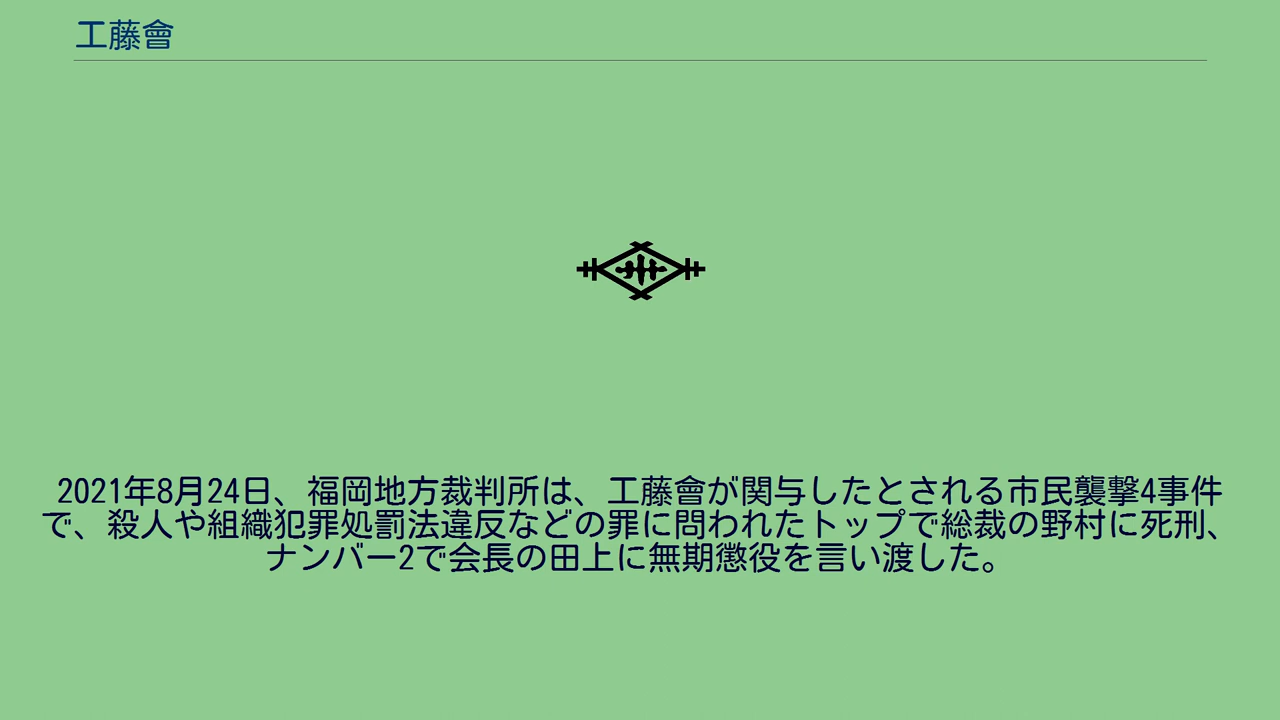 工藤會
2021年8月24日、福岡地方裁判所は、工藤會が関与したとされる市民襲撃4事件
で、殺人や組織犯罪処罰法違反などの罪に問われたトップで総裁の野村に死刑、
ナンバー2で会長の田上に無期懲役を言い渡した。